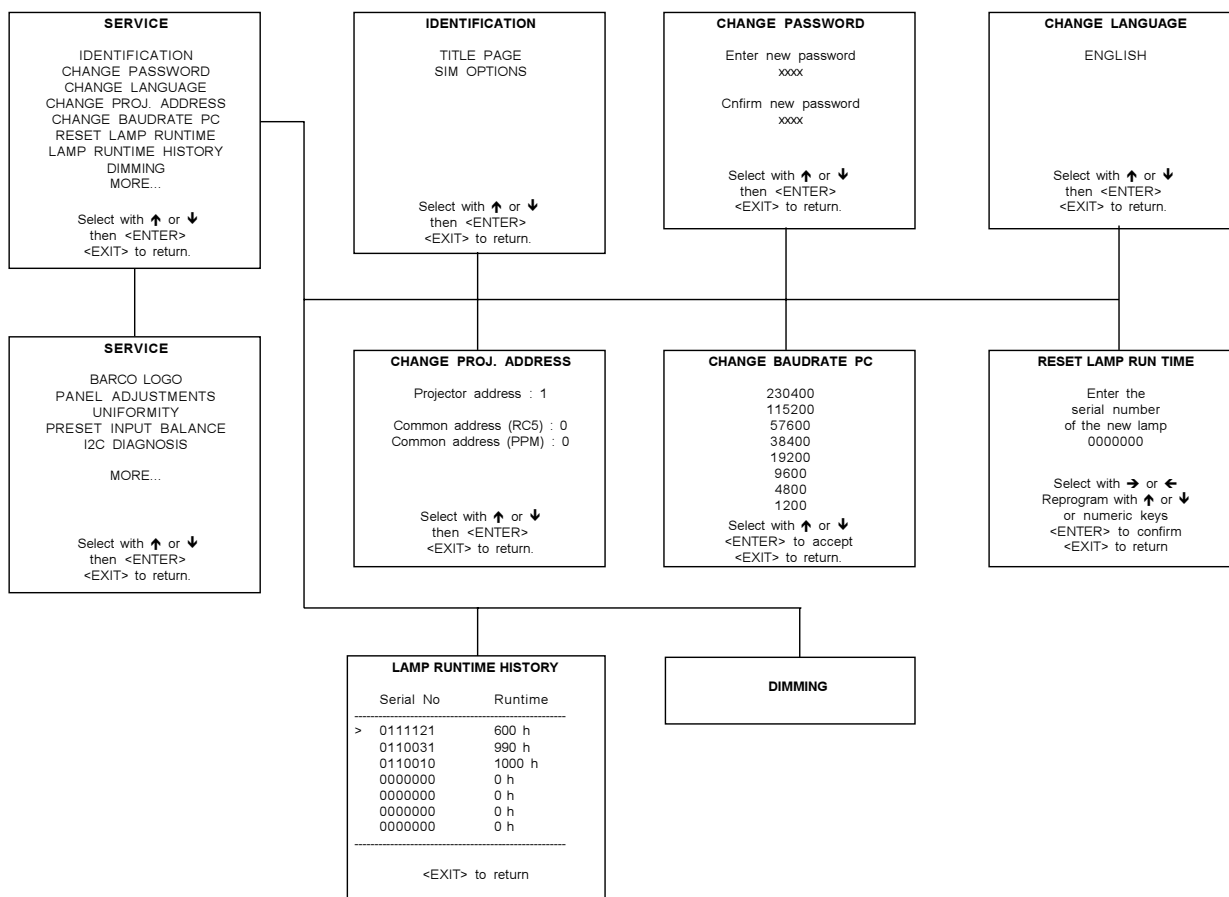 SERVICE
IDENTIFICATION
CHANGE PASSWORD
CHANGE LANGUAGE
CHANGE PROJ. ADDRESS
CHANGE BAUDRATE PC
RESET LAMP RUNTIME
LAMP RUNTIME HISTORY
DIMMING
MORE...
Select with ↑ or ↓
then <ENTER>
<EXIT> to return.
IDENTIFICATION
TITLE PAGE
SIM OPTIONS
Select with ↑ or ↓
then <ENTER>
<EXIT> to return.
CHANGE PASSWORD
Enter new password
xxxx
Cnfirm new password
xxxx
Select with ↑ or ↓
then <ENTER>
<EXIT> to return.
CHANGE LANGUAGE
ENGLISH
Select with ↑ or ↓
then <ENTER>
<EXIT> to return.
SERVICE
BARCO LOGO
PANEL ADJUSTMENTS
UNIFORMITY
PRESET INPUT BALANCE
I2C DIAGNOSIS
MORE...
Select with ↑ or ↓
then <ENTER>
<EXIT> to return.
CHANGE PROJ. ADDRESS
Projector address : 1
Common address (RC5) : 0
Common address (PPM) : 0
Select with ↑ or ↓
then <ENTER>
<EXIT> to return.
CHANGE BAUDRATE PC
230400
115200
57600
38400
19200
9600
4800
1200
Select with ↑ or ↓
<ENTER> to accept
<EXIT> to return.
RESET LAMP RUN TIME
Enter the
serial number
of the new lamp
0000000
Select with → or ←
Reprogram with ↑ or ↓
or numeric keys
<ENTER> to confirm
<EXIT> to return
LAMP RUNTIME HISTORY
Serial No Runtime
-----------------------------------------------------
> 0111121 600 h
0110031 990 h
0110010 1000 h
0000000 0 h
0000000 0 h
0000000 0 h
0000000 0 h
-----------------------------------------------------
<EXIT> to return
DIMMING